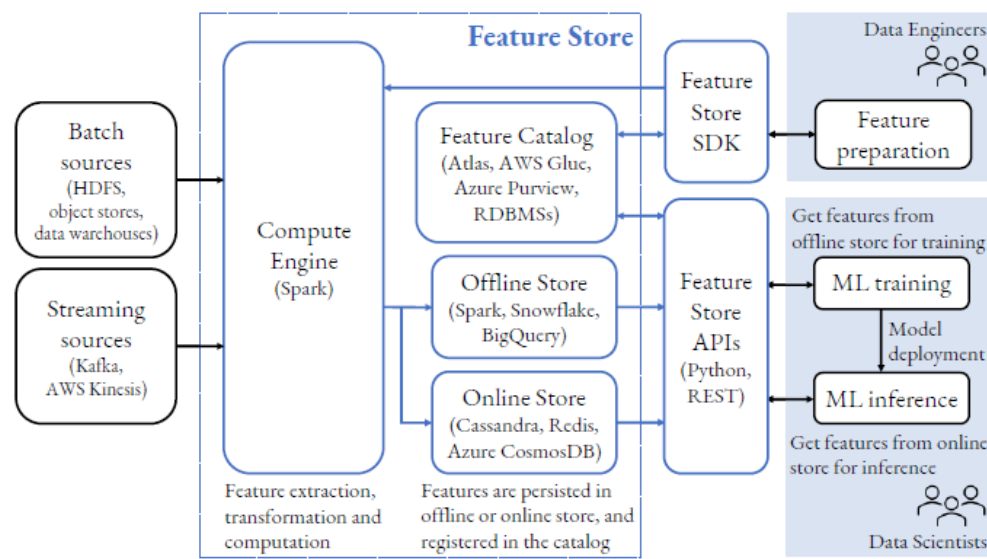 Feature Store
Data Engineers
Batch
sources
(HDFS,
object stores,
data warehouses)
Streaming
sources
(Kafka,
AWS Kinesis)
Compute
Engine
(Spark)
Feature extraction,
transformation and
computation
Feature Catalog
(Atlas, AWS Glue,
Azure Purview,
RDBMSs)
Offline Store
(Spark, Snowflake,
BigQuery)
Online Store
(Cassandra, Redis,
Azure CosmosDB)
Features are persisted in
offline or online store, and
registered in the catalog
Feature
Store
SDK
Feature
Store
APIs
(Python,
REST)
Feature
preparation
Get features from
offline store for training
ML training
Model
deployment
ML inference
Get features from online
store for inference
Data Scientists